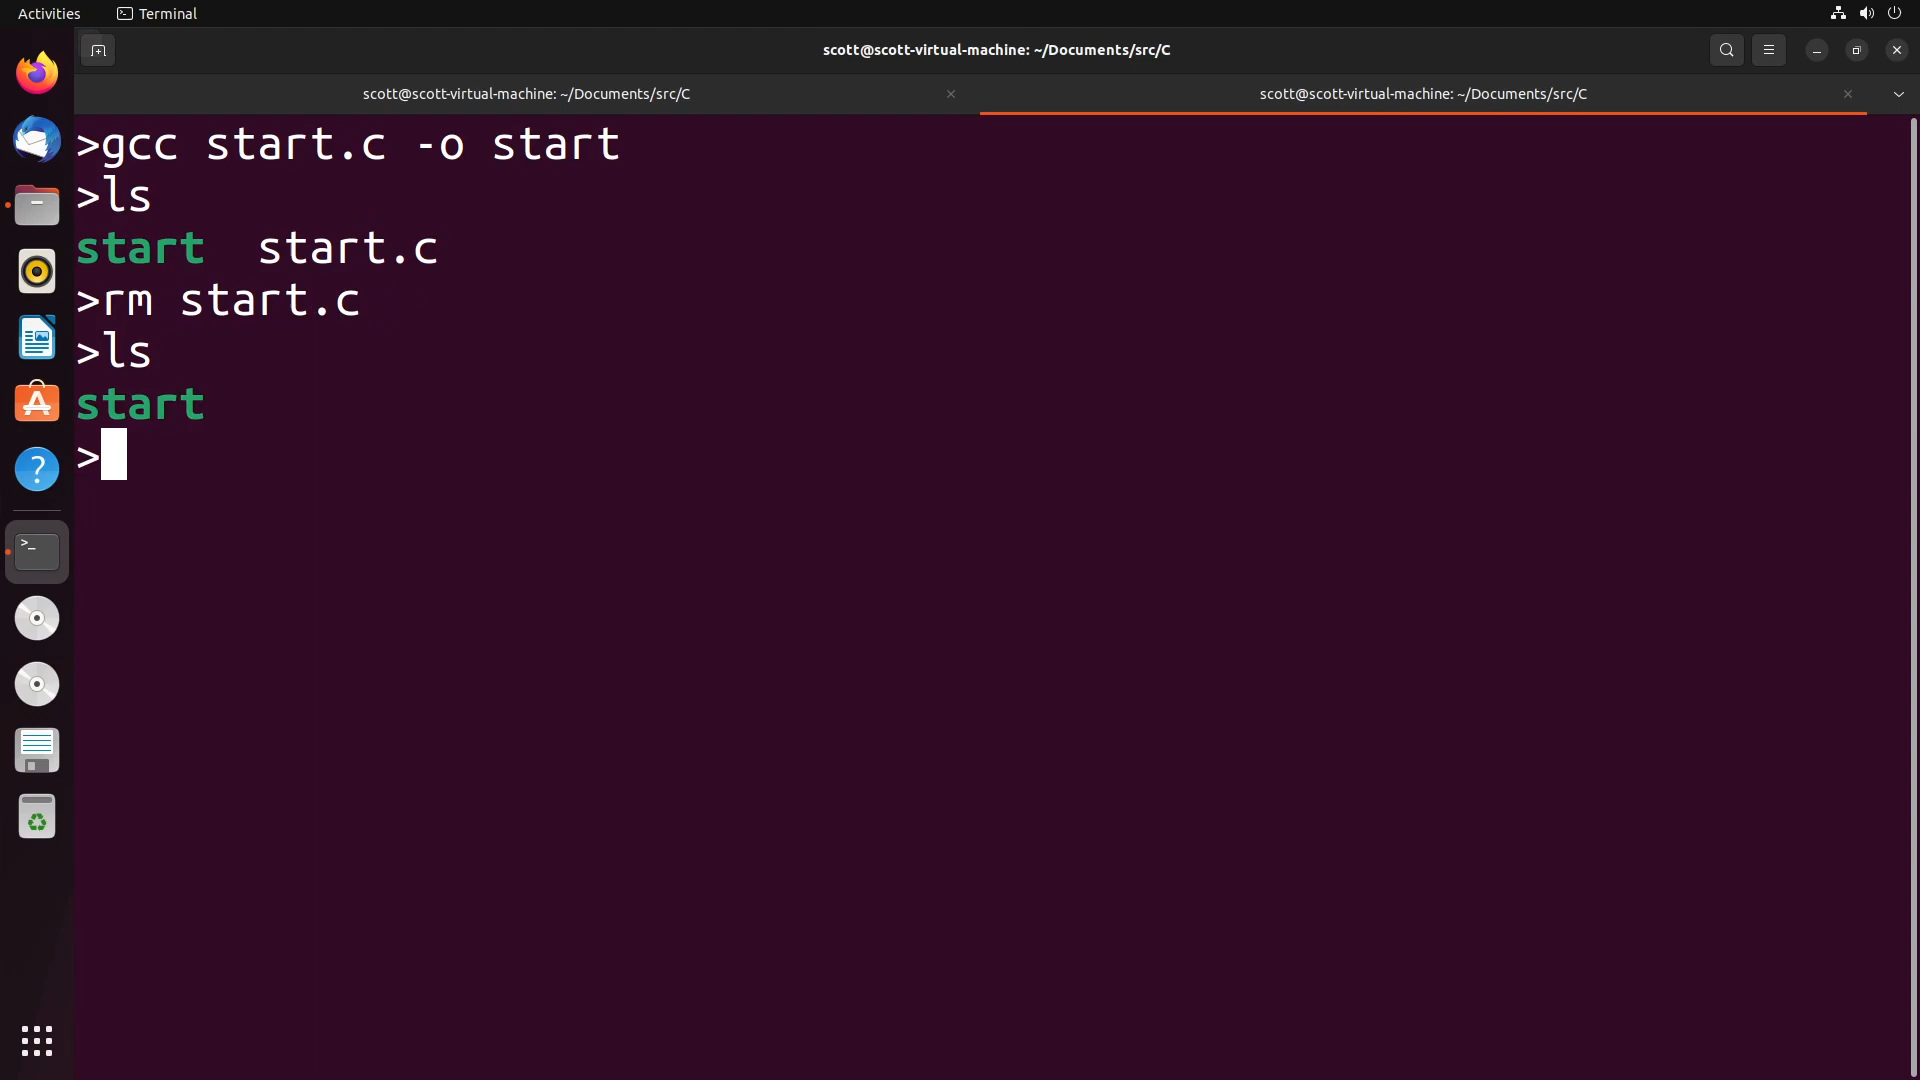 Activities
Terminal
scott@scott-virtual-machine: ~/Documents/src/C
scott@scott-virtual-machine: ~/Documents/src/C
scott@scott-virtual-machine: ~/Documents/src/C
>gcc start.c -o start
>ls
start  start.c
>rm start.c
>ls
start
>